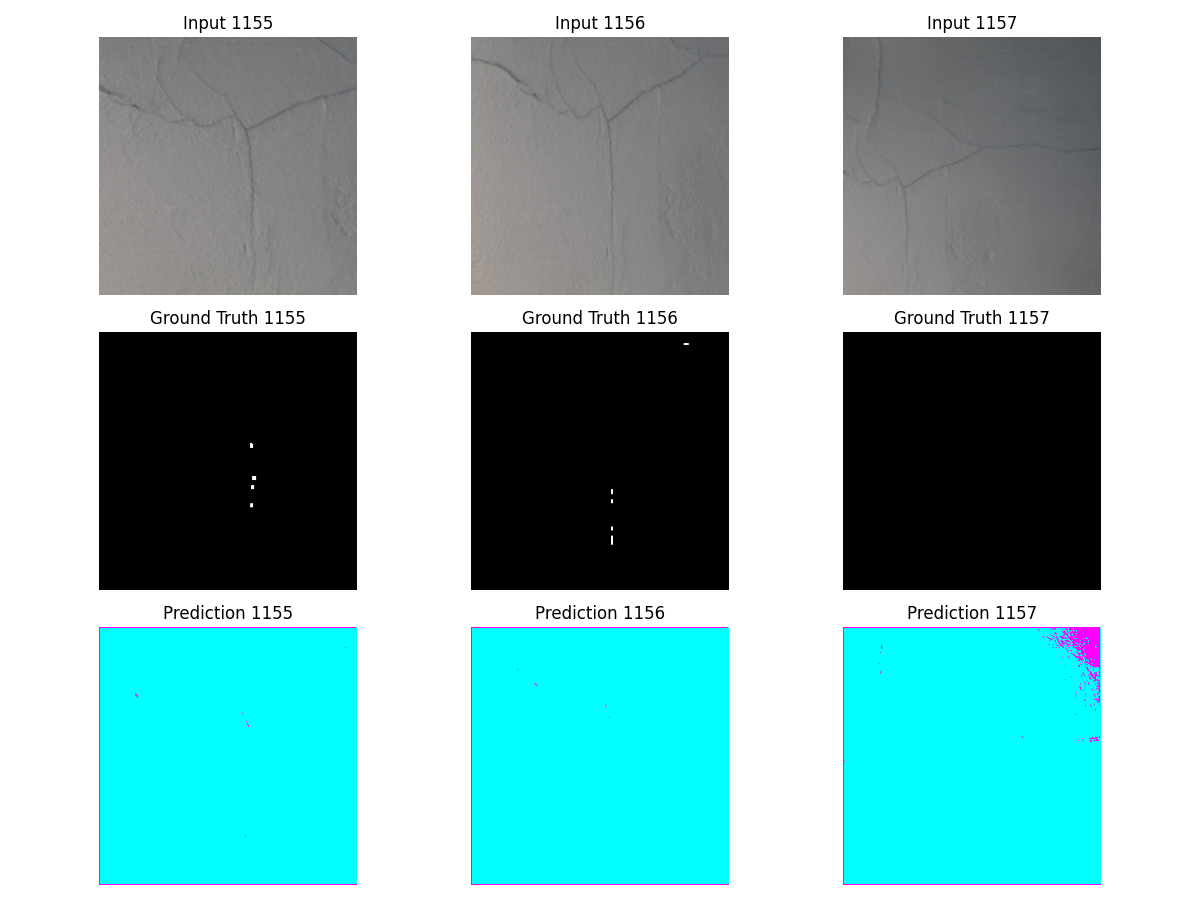 Input 1155
Input 1156
Input 1157
Ground Truth 1155
Ground Truth 1156
Ground Truth 1157
Prediction 1155
Prediction 1156
Prediction 1157